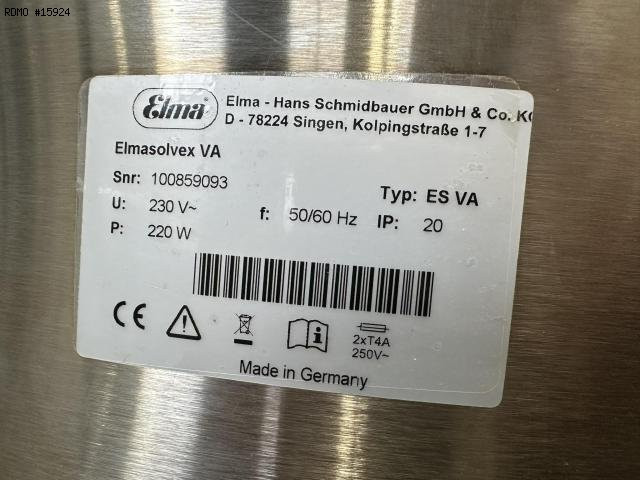 RDMO #15924
Elma
Elma - Hans Schmidbauer GmbH & Co. KG
D - 78224 Singen, Kolpingstraße 1-7
Elmasolvex VA
Snr: 100859093
Typ: ES VA
U: 230 V~ f: 50/60 Hz IP: 20
P: 220 W
CE
2xT4A
250V~
Made in Germany